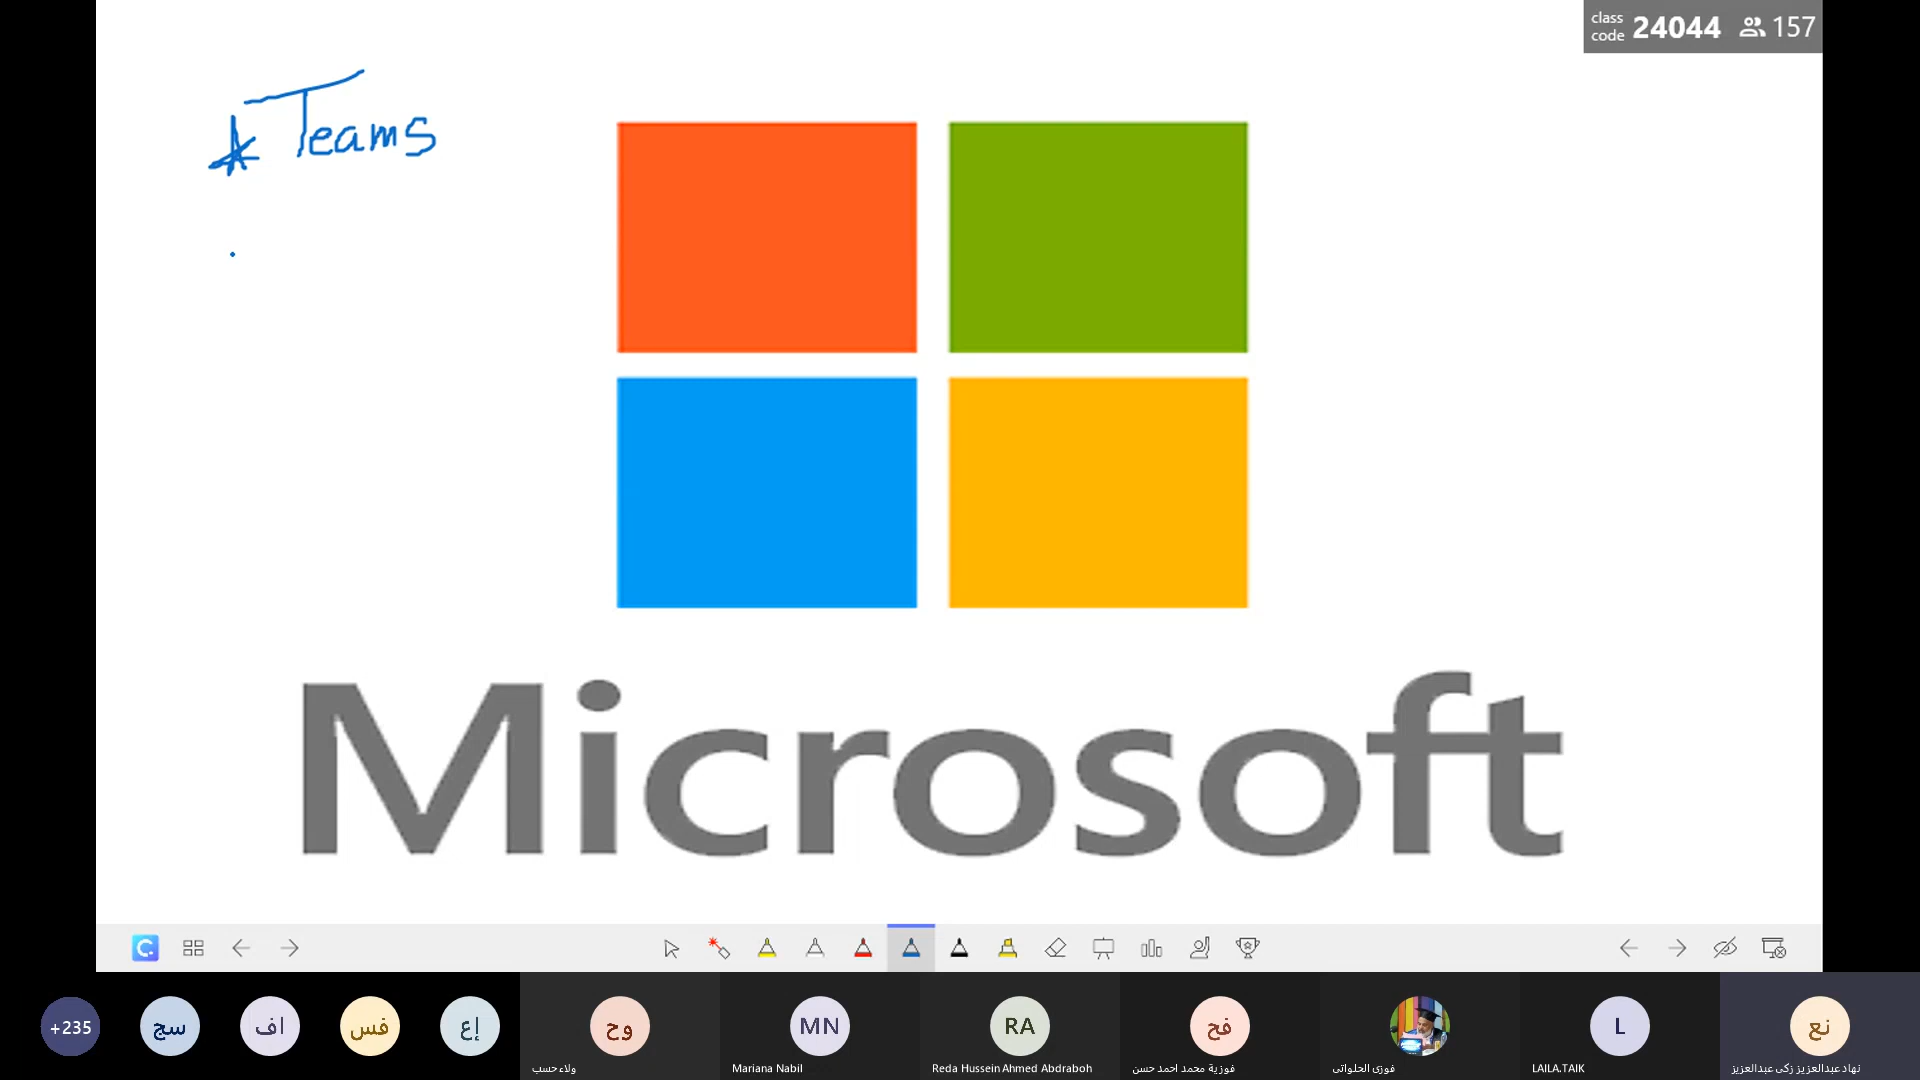 class code 24044 157
Teams
Microsoft
+235
سج
اف
فس
إع
وح
MN
RA
فح
L
نع
ولاء حسب
Mariana Nabil
Reda Hussein Ahmed Abdraboh
فوزية محمد احمد حسن
فوزى الحلوانى
LAILA.TAIK
نهاد عبدالعزيز زكى عبدالعزيز